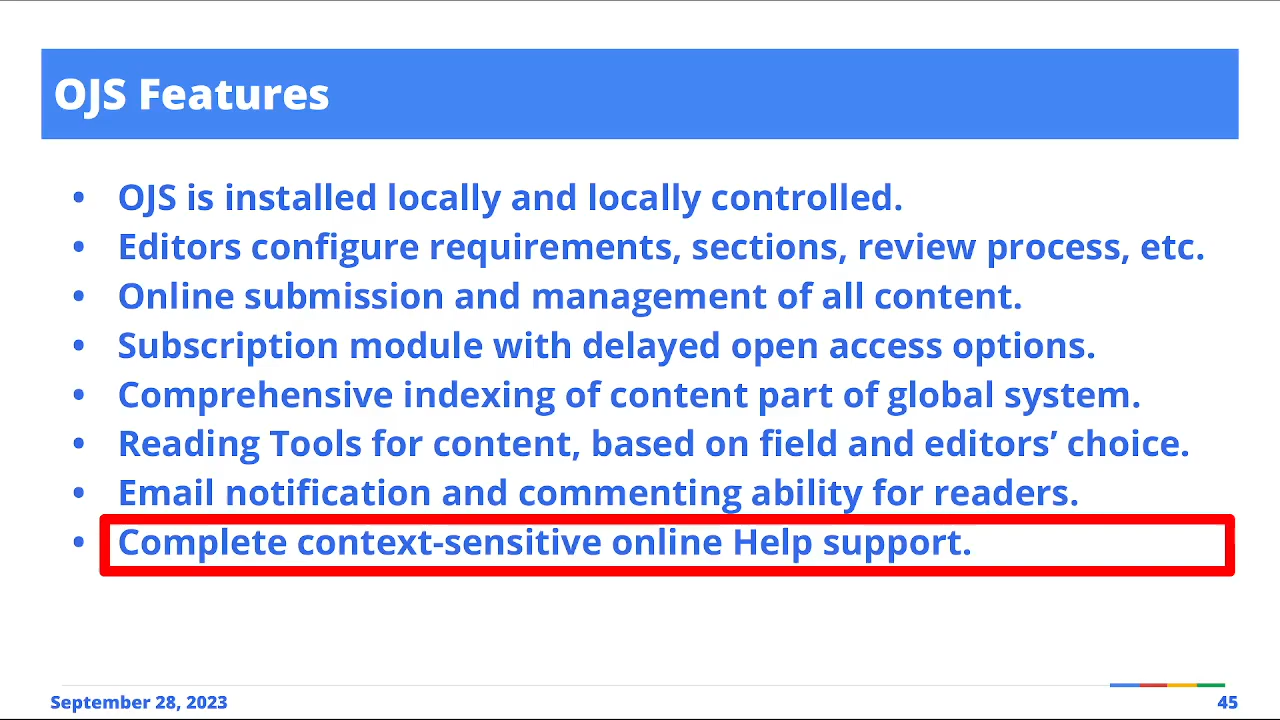 OJS Features
• OJS is installed locally and locally controlled.
• Editors configure requirements, sections, review process, etc.
• Online submission and management of all content.
• Subscription module with delayed open access options.
• Comprehensive indexing of content part of global system.
• Reading Tools for content, based on field and editors’ choice.
• Email notification and commenting ability for readers.
• Complete context-sensitive online Help support.
September 28, 2023
45